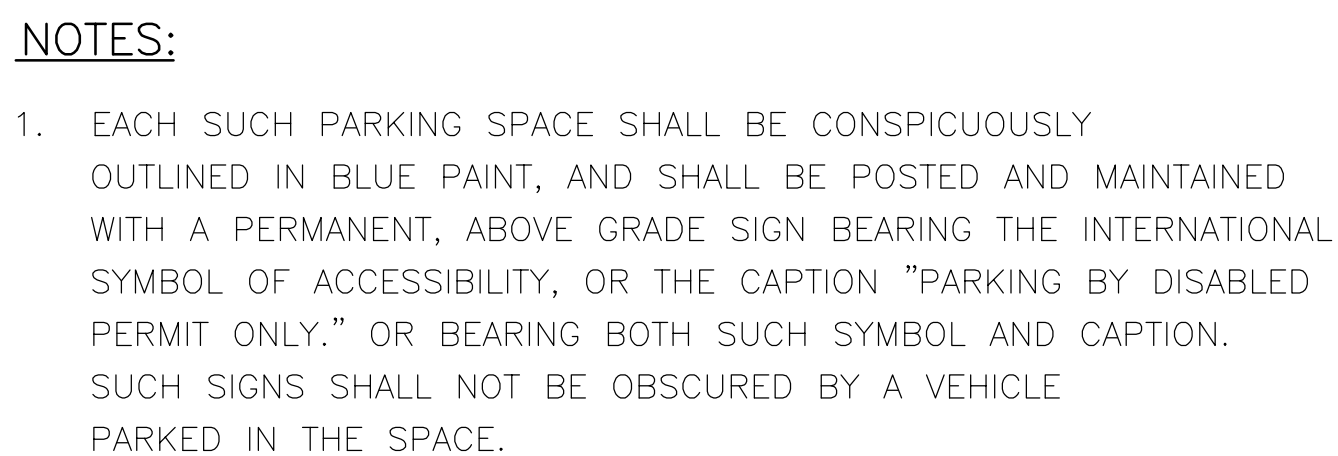 NOTES:
1. EACH SUCH PARKING SPACE SHALL BE CONSPICUOUSLY
OUTLINED IN BLUE PAINT, AND SHALL BE POSTED AND MAINTAINED
WITH A PERMANENT, ABOVE GRADE SIGN BEARING THE INTERNATIONAL
SYMBOL OF ACCESSIBILITY, OR THE CAPTION ”PARKING BY DISABLED
PERMIT ONLY.” OR BEARING BOTH SUCH SYMBOL AND CAPTION.
SUCH SIGNS SHALL NOT BE OBSCURED BY A VEHICLE
PARKED IN THE SPACE.